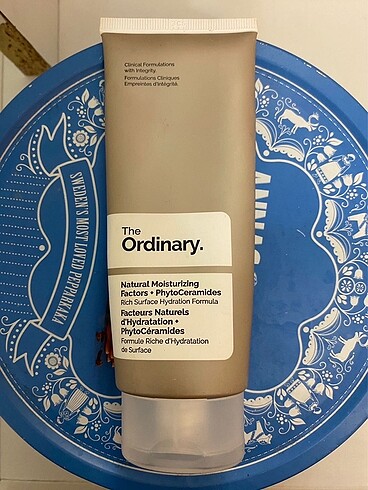 Clinical Formulations
with Integrity.
Formulations Cliniques
Empreintes d'Intégrité.
The
Ordinary.
Natural Moisturizing
Factors + PhytoCeramides
Rich Surface Hydration Formula
Facteurs Naturels
d'Hydratation +
PhytoCéramides
Formule Riche d'Hydratation
de Surface
SWEDEN'S MOST LOVED PEPPARKAKA